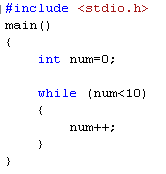 #include <stdio.h>
main()
{
    int num=0;
    while (num<10)
    {
        num++;
    }
}